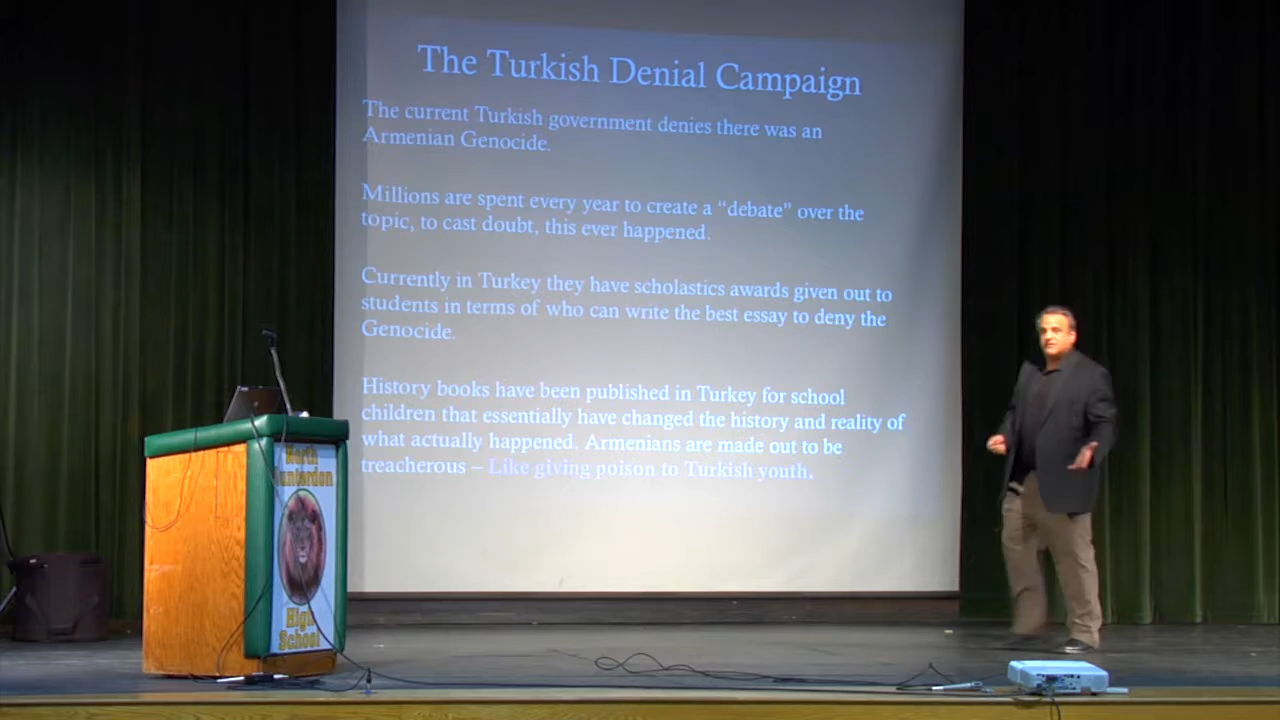 The Turkish Denial Campaign
The current Turkish government denies there was an
Armenian Genocide.
Millions are spent every year to create a “debate” over the
topic, to cast doubt, this ever happened.
Currently in Turkey they have scholastics awards given out to
students in terms of who can write the best essay to deny the
Genocide.
History books have been published in Turkey for school
children that essentially have changed the history and reality of
what actually happened. Armenians are made out to be
treacherous – Like giving poison to Turkish youth.
North
Hunterdon
High
School